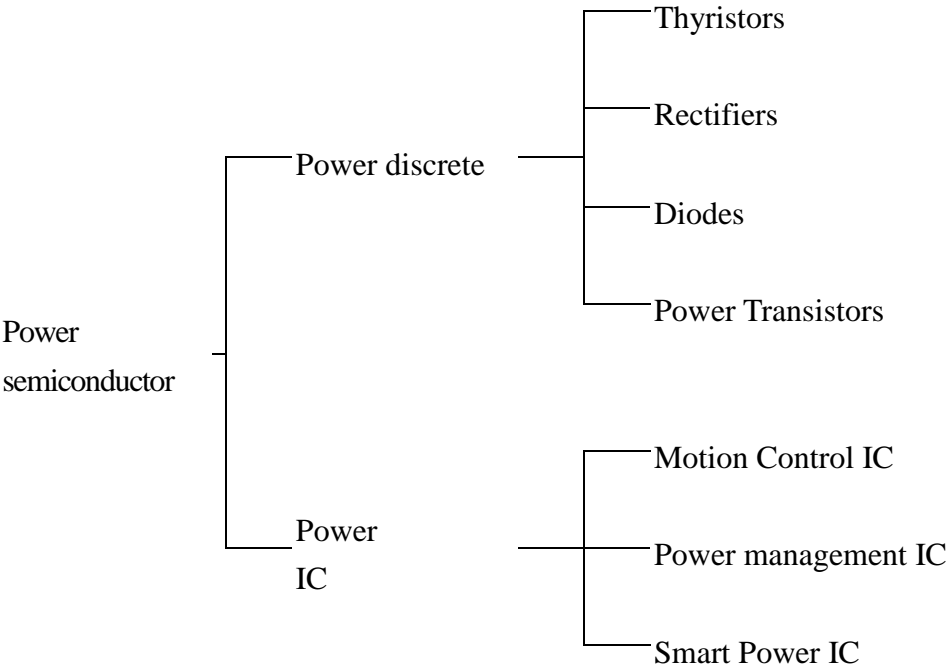 Thyristors
Rectifiers
Power discrete
Diodes
Power Transistors
Power
semiconductor
Motion Control IC
Power
IC
Power management IC
Smart Power IC